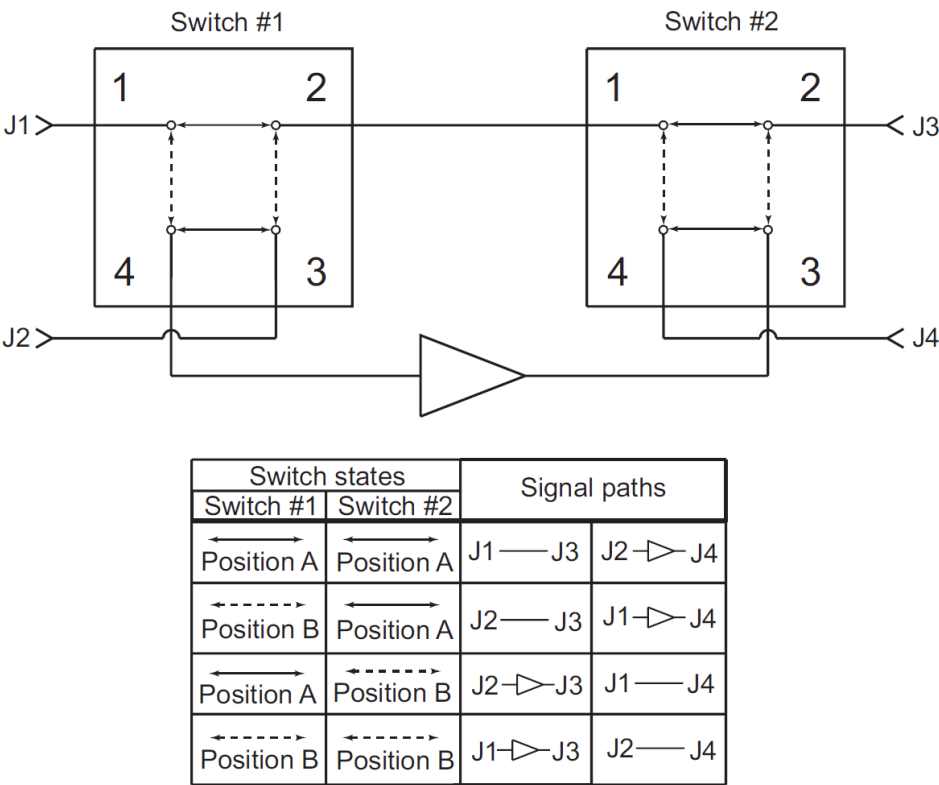 Switch #1 Switch #2
1 2 1 2
J1 J3
4 3 4 3
J2 J4
Switch states Signal paths
Switch #1 Switch #2
Position A Position A J1 J3 J2 J4
Position B Position A J2 J3 J1 J4
Position A Position B J2 J3 J1 J4
Position B Position B J1 J3 J2 J4